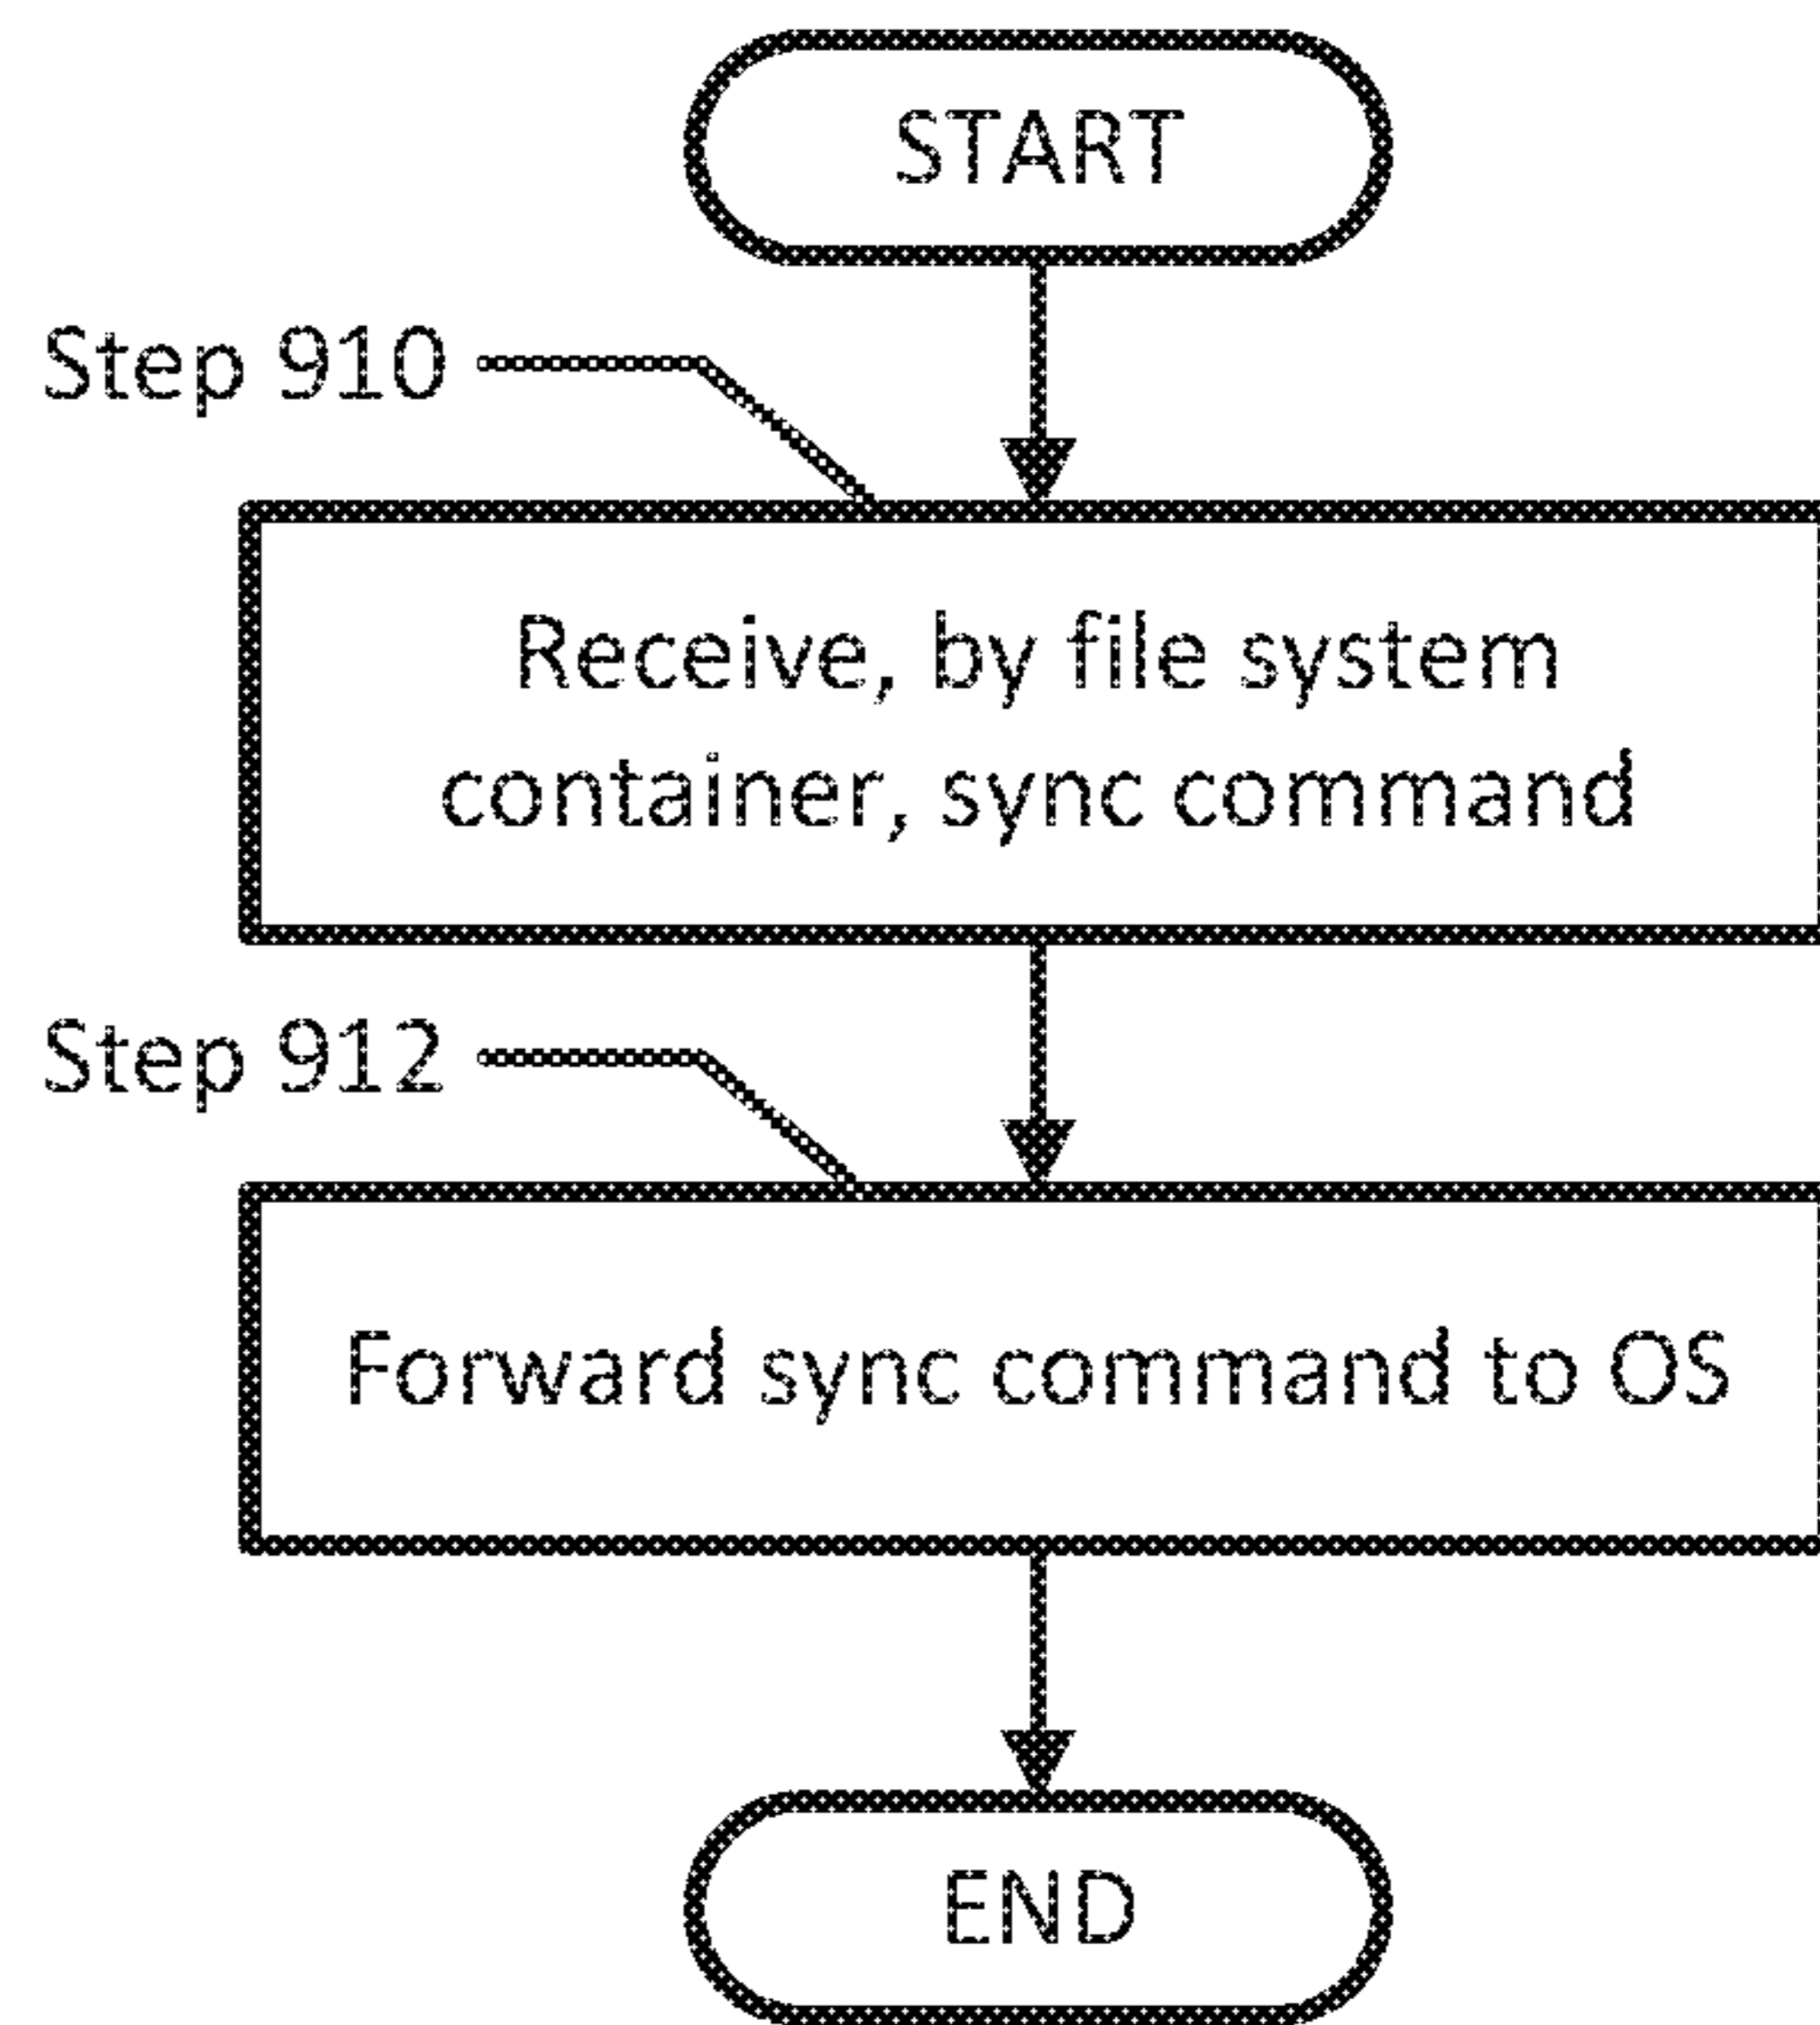 START
Step 910
Receive, by file system
container, sync command
Step 912
Forward sync command to OS
END